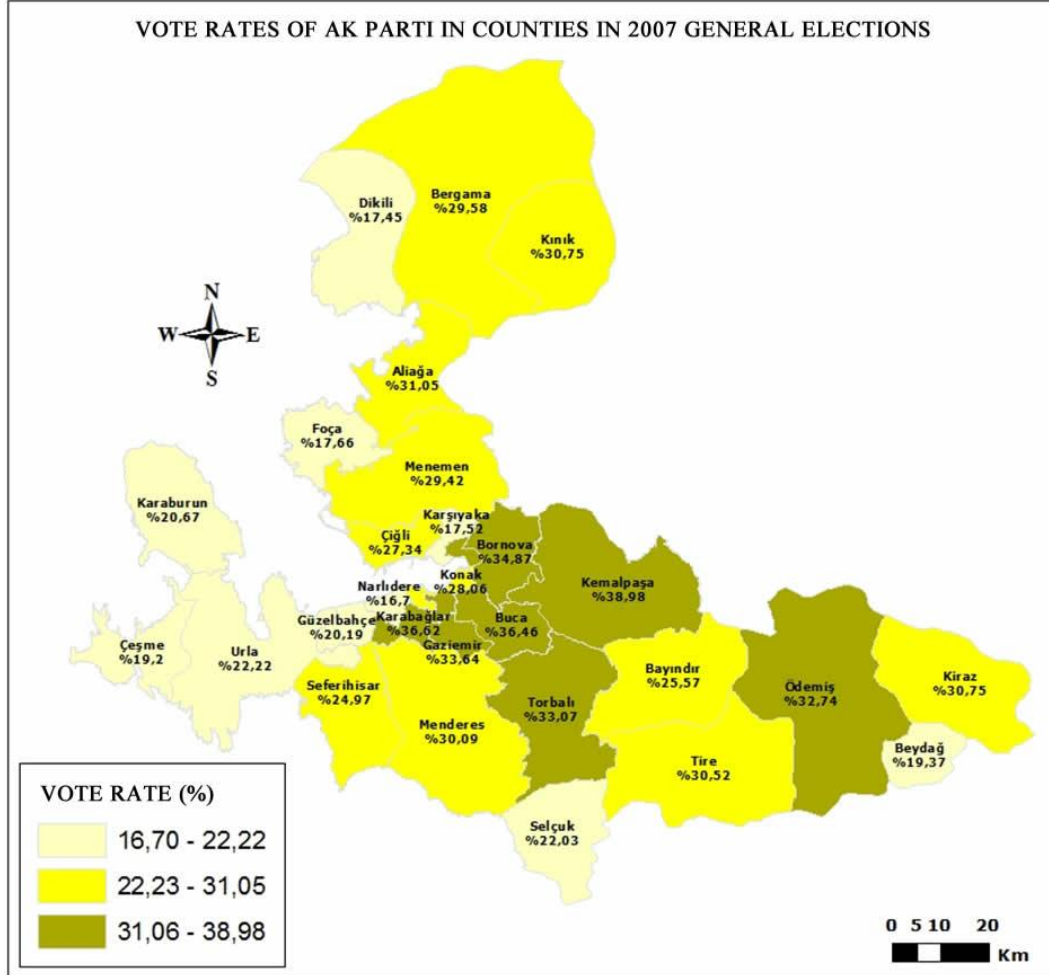 VOTE RATES OF AK PARTI IN COUNTIES IN 2007 GENERAL ELECTIONS
Bergama
%29,58
Dikili
%17,45
Kınık
%30,75
N
W
E
S
Aliağa
%31,05
Foça
%17,66
Menemen
%29,42
Karaburun
%20,67
Karşıyaka
%17,52
Çiğli
%27,34
Bornova
%34,87
Konak
%28,06
Kemalpaşa
%38,98
Narlıdere
%16,7
Güzelbahçe
%20,19
Karabağlar
%36,62
Buca
%36,46
Gaziemir
%33,64
Çeşme
%19,2
Urla
%22,22
Seferihisar
%24,97
Menderes
%30,09
Torbalı
%33,07
Bayındır
%25,57
Ödemiş
%32,74
Kiraz
%30,75
Beydağ
%19,37
Tire
%30,52
Selçuk
%22,03
VOTE RATE (%)
16,70 - 22,22
22,23 - 31,05
31,06 - 38,98
0 5 10 20
Km